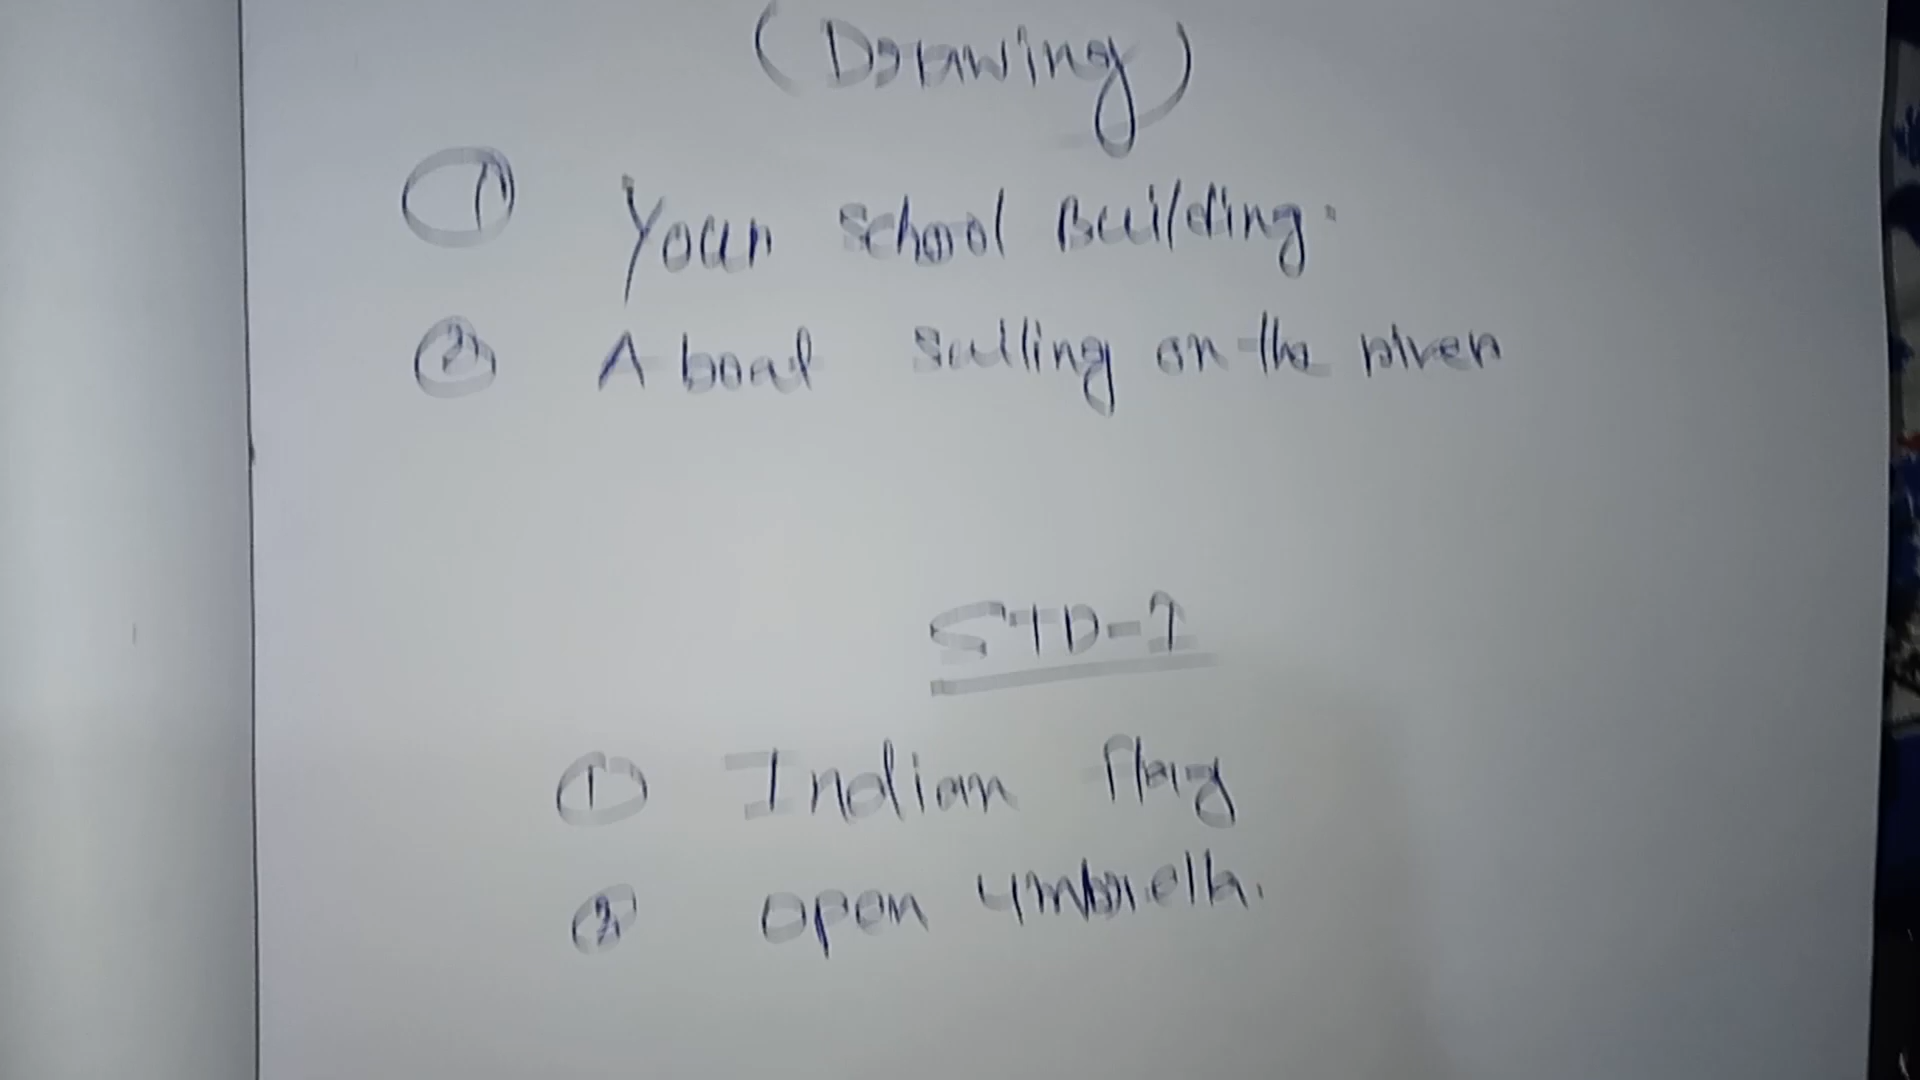 (Drawing)
① Your school Building.
② A boat sailing on the river
STD-1
① Indian flag
② open umbrella.